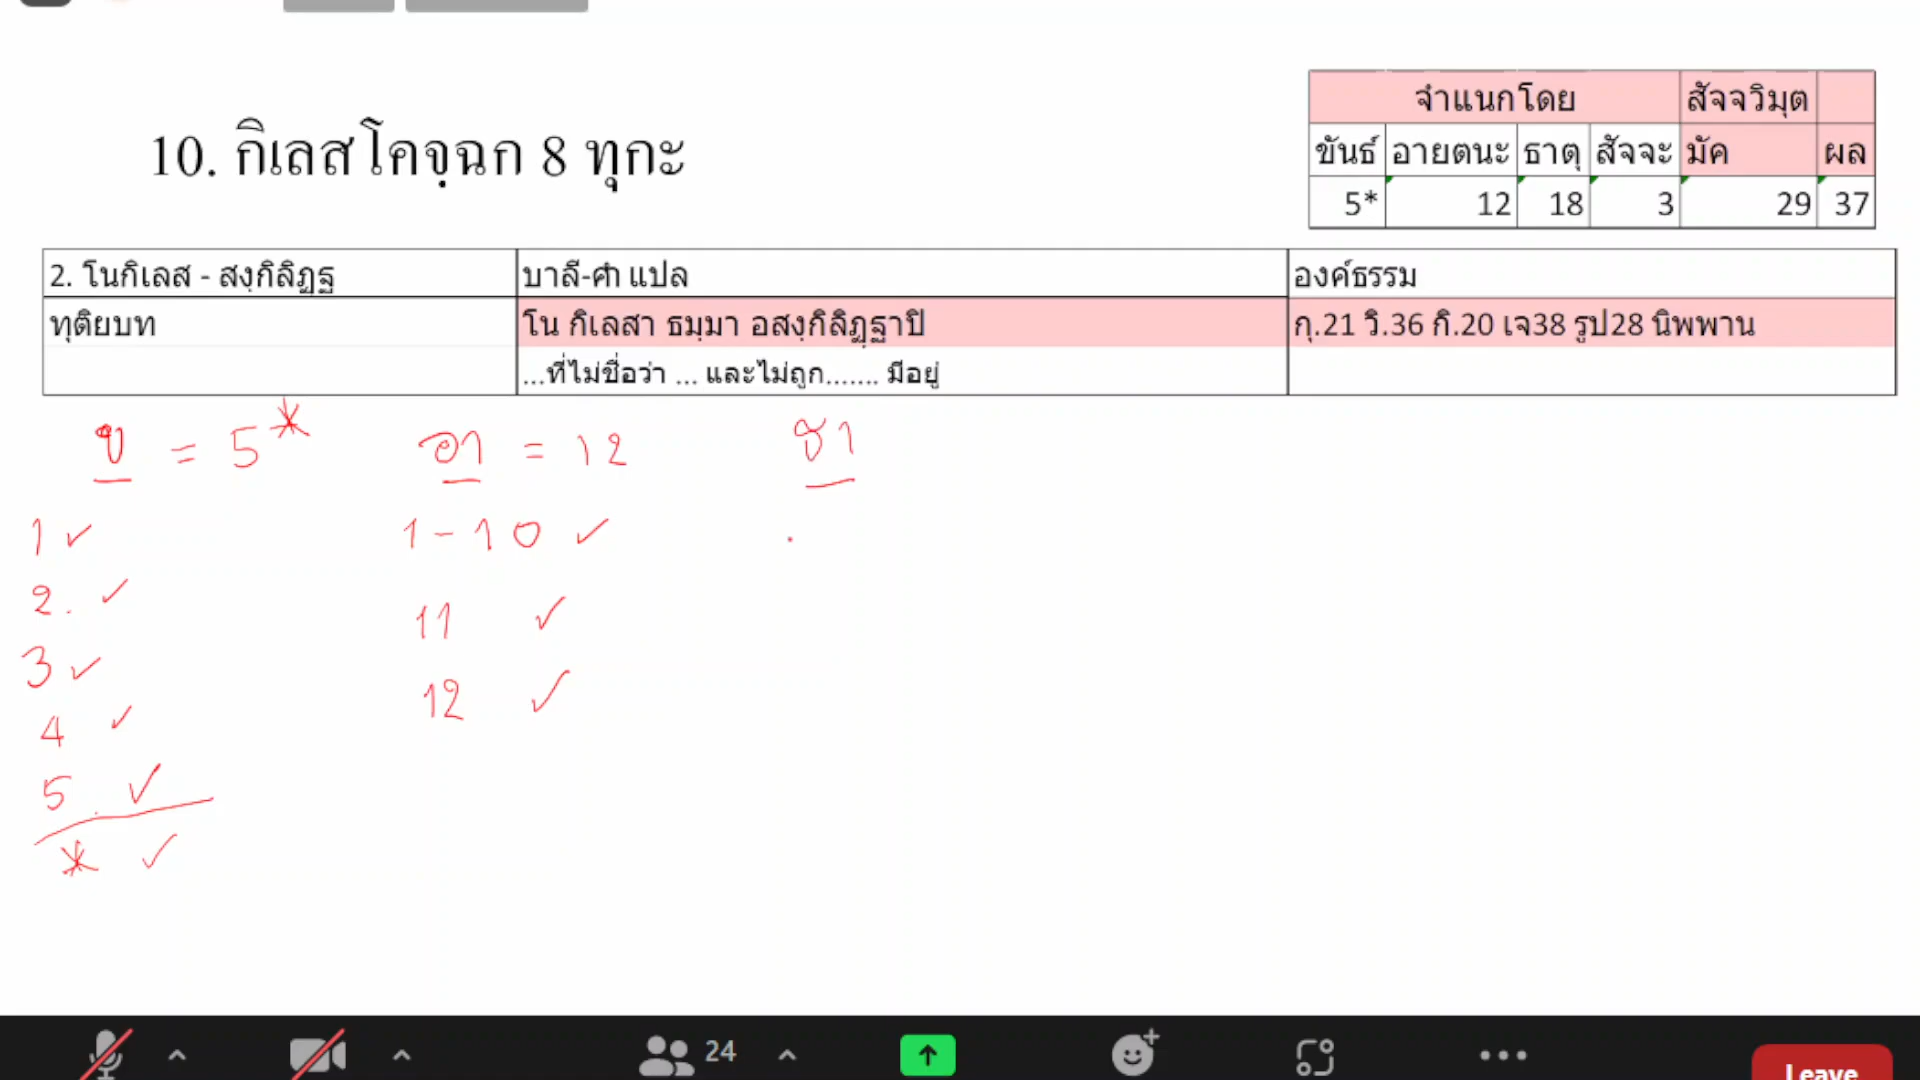 10. กิเลสโคจฺฉก 8 ทุกะ
จำแนกโดย สัจจวิมุต
ขันธ์ อายตนะ ธาตุ สัจจะ มัค ผล
5* 12 18 3 29 37
2. โนกิเลส - สงฺกิลิฏฺฐ บาลี-คำ แปล องค์ธรรม
ทุติยบท โน กิเลสา ธมฺมา อสงฺกิลิฏฺฐาปิ กุ.21 วิ.36 กิ.20 เจ38 รูป28 นิพพาน
...ที่ไม่ชื่อว่า ... และไม่ถูก....... มีอยู่
ข = 5* อา = 12 ธา
1 ✓ 1 - 10 ✓
2. ✓ 11 ✓
3 ✓ 12 ✓
4 ✓
5. ✓
* ✓
24
Leave